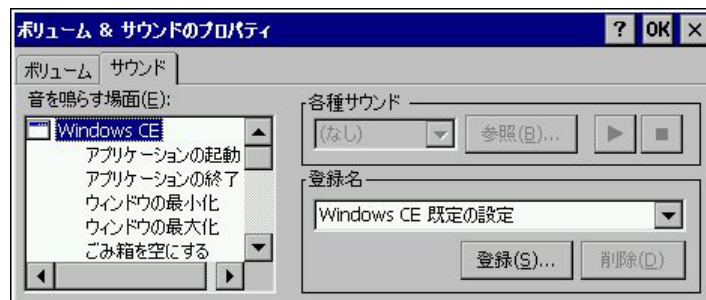 ボリューム & サウンドのプロパティ
? OK ×
ボリューム サウンド
音を鳴らす場面(E):
Windows CE
アプリケーションの起動
アプリケーションの終了
ウィンドウの最小化
ウィンドウの最大化
ごみ箱を空にする
各種サウンド
(なし) 参照(B)...
登録名
Windows CE 既定の設定
登録(S)... 削除(D)